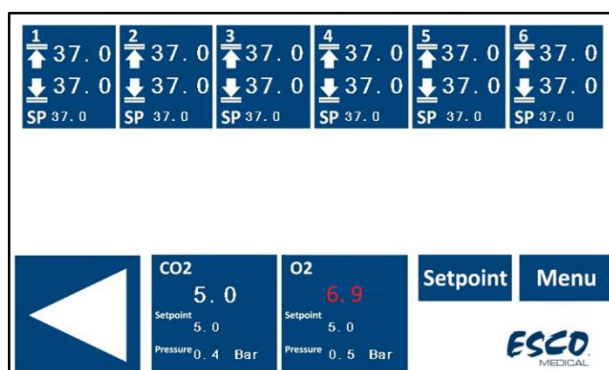 1 2 3 4 5 6
37.0 37.0 37.0 37.0 37.0 37.0
37.0 37.0 37.0 37.0 37.0 37.0
SP 37.0 SP 37.0 SP 37.0 SP 37.0 SP 37.0 SP 37.0
CO2 O2 Setpoint Menu
5.0 6.9
Setpoint Setpoint
5.0 5.0
Pressure 0.4 Bar Pressure 0.5 Bar
ESCO
MEDICAL